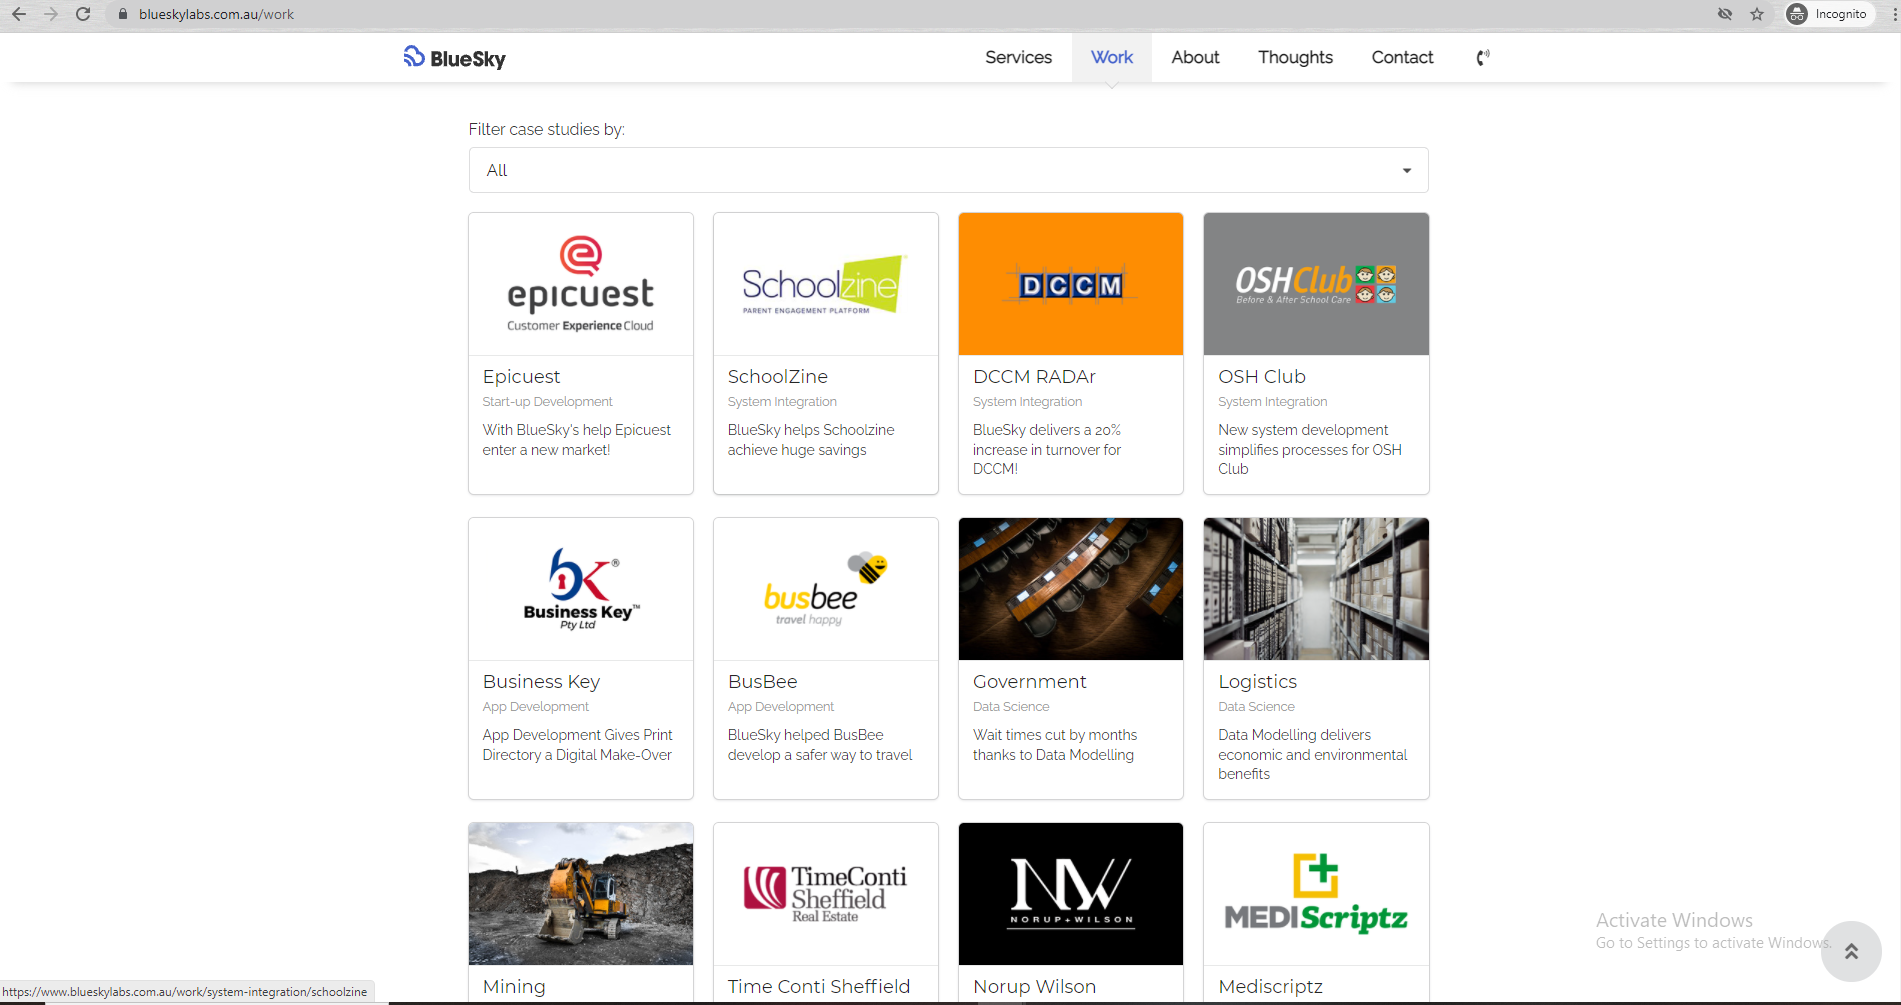 blueskylabs.com.au/work
Incognito
BlueSky
Services
Work
About
Thoughts
Contact
Filter case studies by:
All
epicuest
Customer Experience Cloud
Epicuest
Start-up Development
With BlueSky's help Epicuest
enter a new market!
Schoolzine
PARENT ENGAGEMENT PLATFORM
SchoolZine
System Integration
BlueSky helps Schoolzine
achieve huge savings
DCCM
DCCM RADAr
System Integration
BlueSky delivers a 20%
increase in turnover for
DCCM!
OSHClub
Before & After School Care
OSH Club
System Integration
New system development
simplifies processes for OSH
Club
bK®
Business Key™
Pty Ltd
Business Key
App Development
App Development Gives Print
Directory a Digital Make-Over
busbee
travel happy
BusBee
App Development
BlueSky helped BusBee
develop a safer way to travel
Government
Data Science
Wait times cut by months
thanks to Data Modelling
Logistics
Data Science
Data Modelling delivers
economic and environmental
benefits
Mining
TimeConti
Sheffield
Real Estate
Time Conti Sheffield
NW
NORUP+WILSON
Norup Wilson
MEDIScriptz
Mediscriptz
Activate Windows
Go to Settings to activate Windows.
https://www.blueskylabs.com.au/work/system-integration/schoolzine